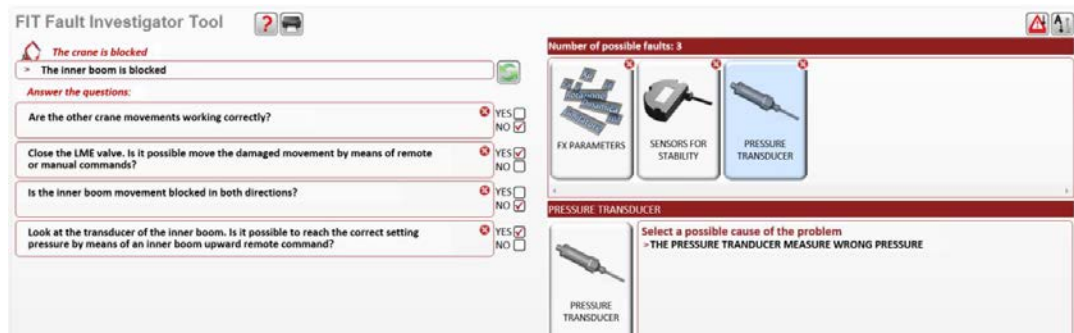 FIT Fault Investigator Tool
The crane is blocked
> The inner boom is blocked
Answer the questions:
Are the other crane movements working correctly?
YES
NO
Close the LME valve. Is it possible move the damaged movement by means of remote
or manual commands?
YES
NO
Is the inner boom movement blocked in both directions?
YES
NO
Look at the transducer of the inner boom. Is it possible to reach the correct setting
pressure by means of an inner boom upward remote command?
YES
NO
Number of possible faults: 3
FX PARAMETERS
SENSORS FOR
STABILITY
PRESSURE
TRANSDUCER
PRESSURE TRANSDUCER
Select a possible cause of the problem
>THE PRESSURE TRANDUCER MEASURE WRONG PRESSURE
PRESSURE
TRANSDUCER